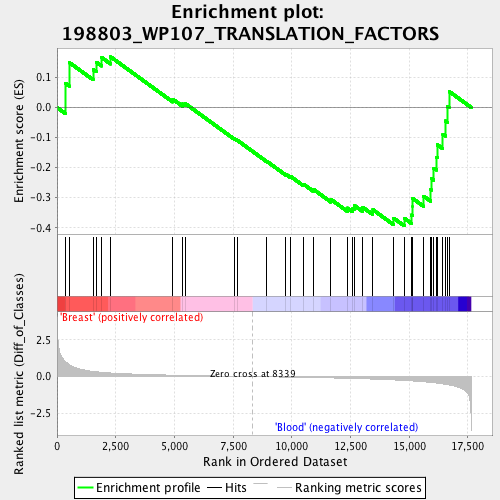 Enrichment plot:
198803_WP107_TRANSLATION_FACTORS
Enrichment score (ES)
0.1
0.0
-0.1
-0.2
-0.3
-0.4
'Breast' (positively correlated)
Ranked list metric (Diff_of_Classes)
2.5
0.0
-2.5
Zero cross at 8339
'Blood' (negatively correlated)
0
2,500
5,000
7,500
10,000
12,500
15,000
17,500
Rank in Ordered Dataset
Enrichment profile
Hits
Ranking metric scores